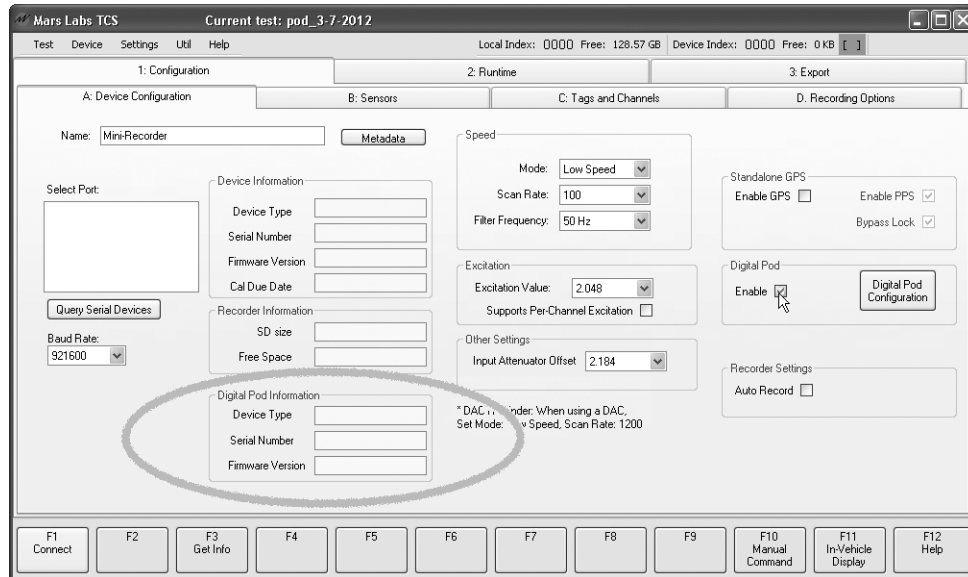 Mars Labs TCS Current test: pod_3-7-2012
Test Device Settings Util Help Local Index: 0000 Free: 128.57 GB Device Index: 0000 Free: 0 KB [ ]
1: Configuration 2: Runtime 3: Export
A: Device Configuration B: Sensors C: Tags and Channels D. Recording Options
Name: Mini-Recorder Metadata
Select Port:
Query Serial Devices
Baud Rate:
921600
Device Information
Device Type
Serial Number
Firmware Version
Cal Due Date
Recorder Information
SD size
Free Space
Digital Pod Information
Device Type
Serial Number
Firmware Version
Speed
Mode: Low Speed
Scan Rate: 100
Filter Frequency: 50 Hz
Excitation
Excitation Value: 2.048
Supports Per-Channel Excitation
Other Settings
Input Attenuator Offset 2.184
* DAC inder: When using a DAC,
Set Mode: w Speed, Scan Rate: 1200
Standalone GPS
Enable GPS Enable PPS
Bypass Lock
Digital Pod
Enable
Digital Pod
Configuration
Recorder Settings
Auto Record
F1
Connect
F2
F3
Get Info
F4
F5
F6
F7
F8
F9
F10
Manual
Command
F11
In-Vehicle
Display
F12
Help